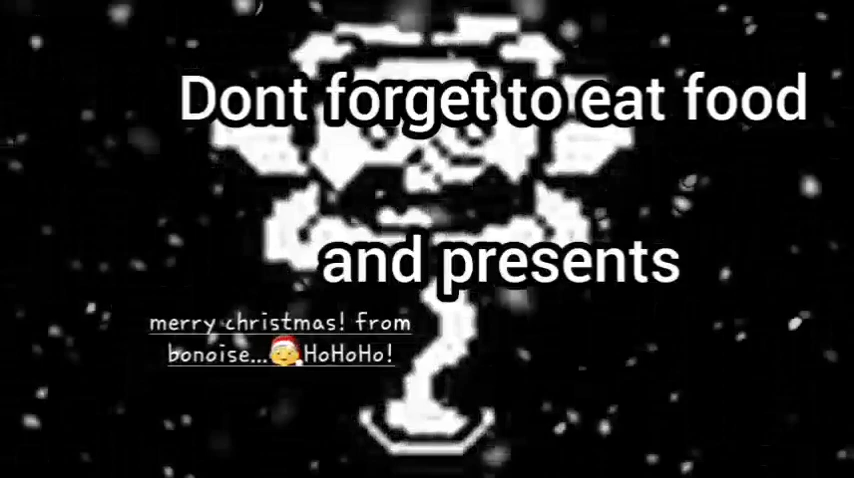 Dont forget to eat food
and presents
merry christmas! from
bonoise...🎅HoHoHo!